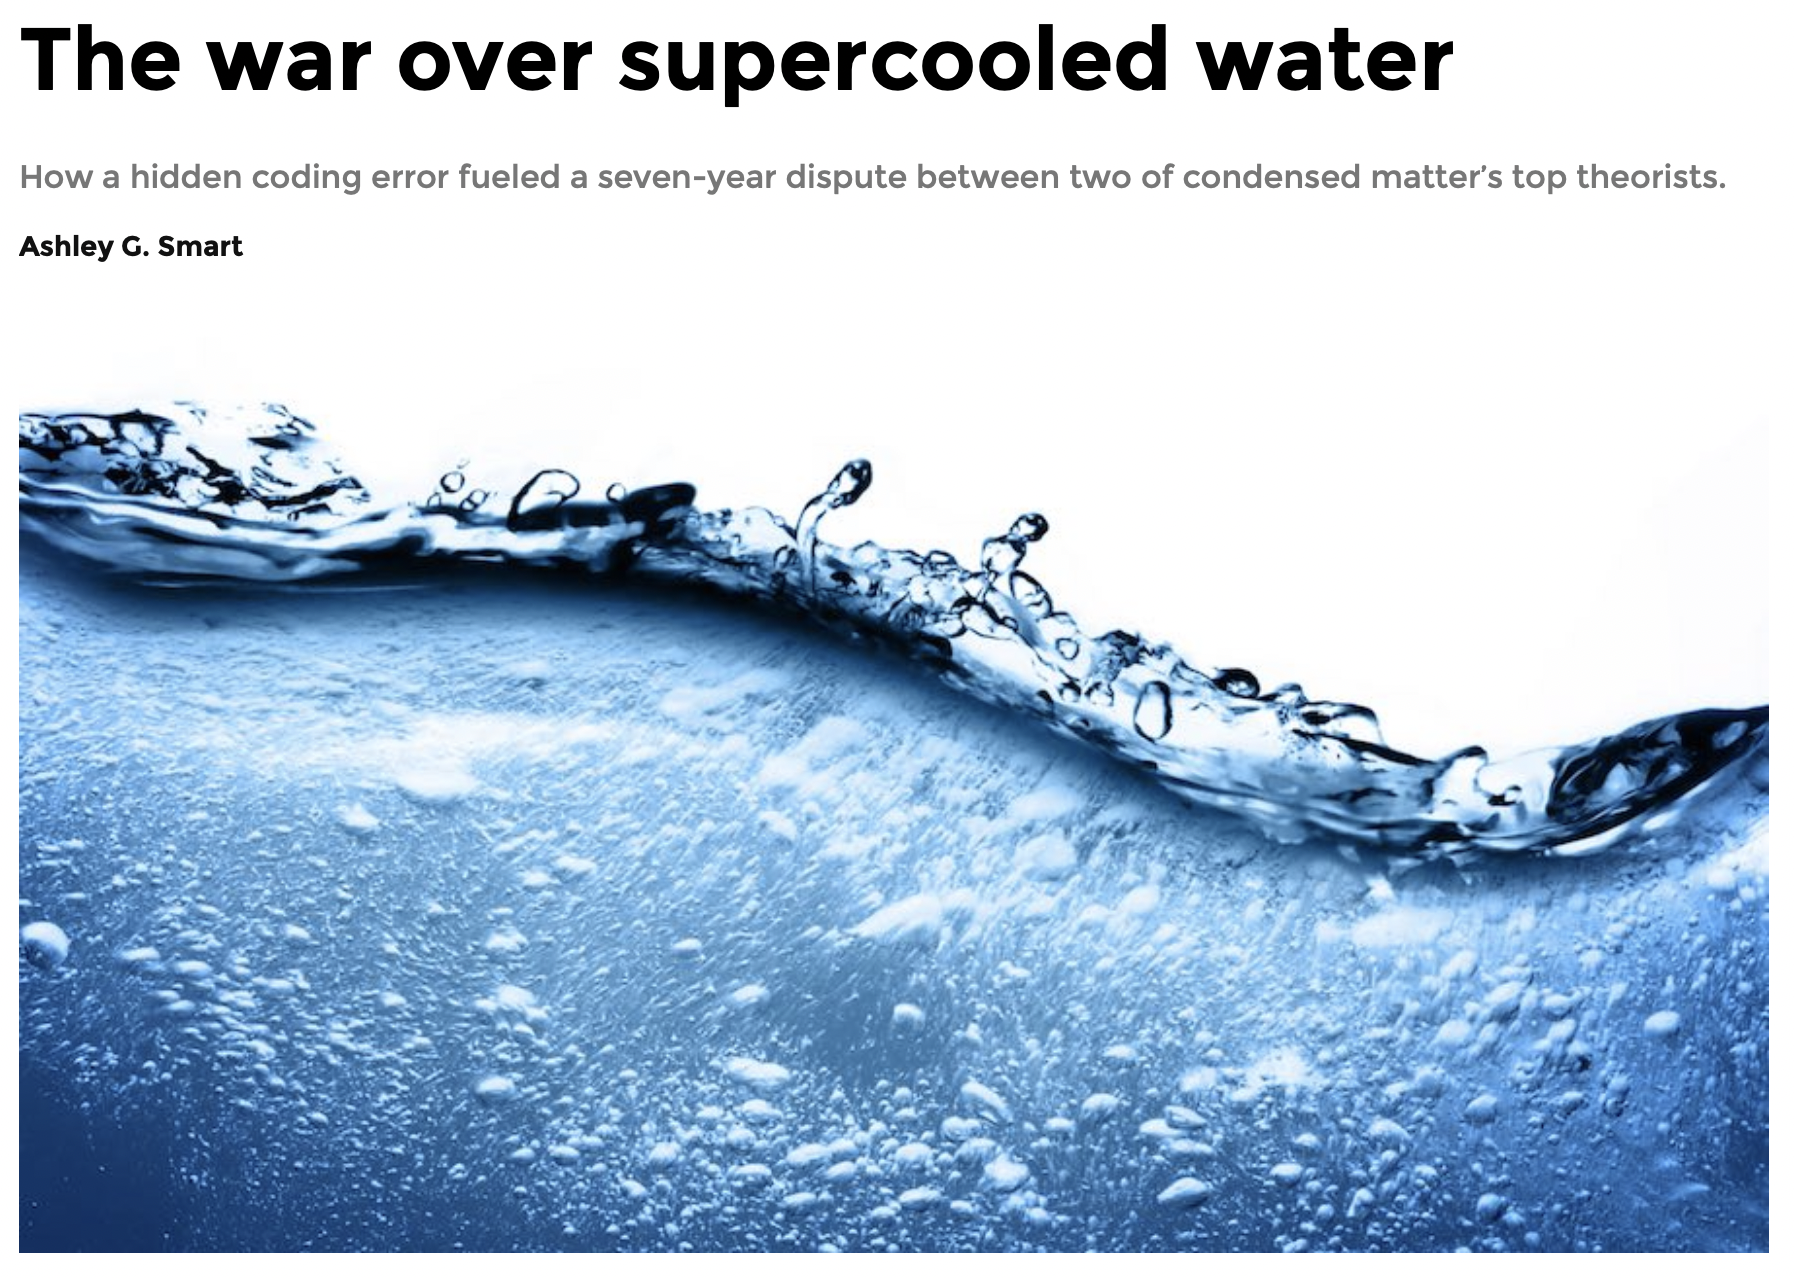 The war over supercooled water
How a hidden coding error fueled a seven-year dispute between two of condensed matter’s top theorists.
Ashley G. Smart